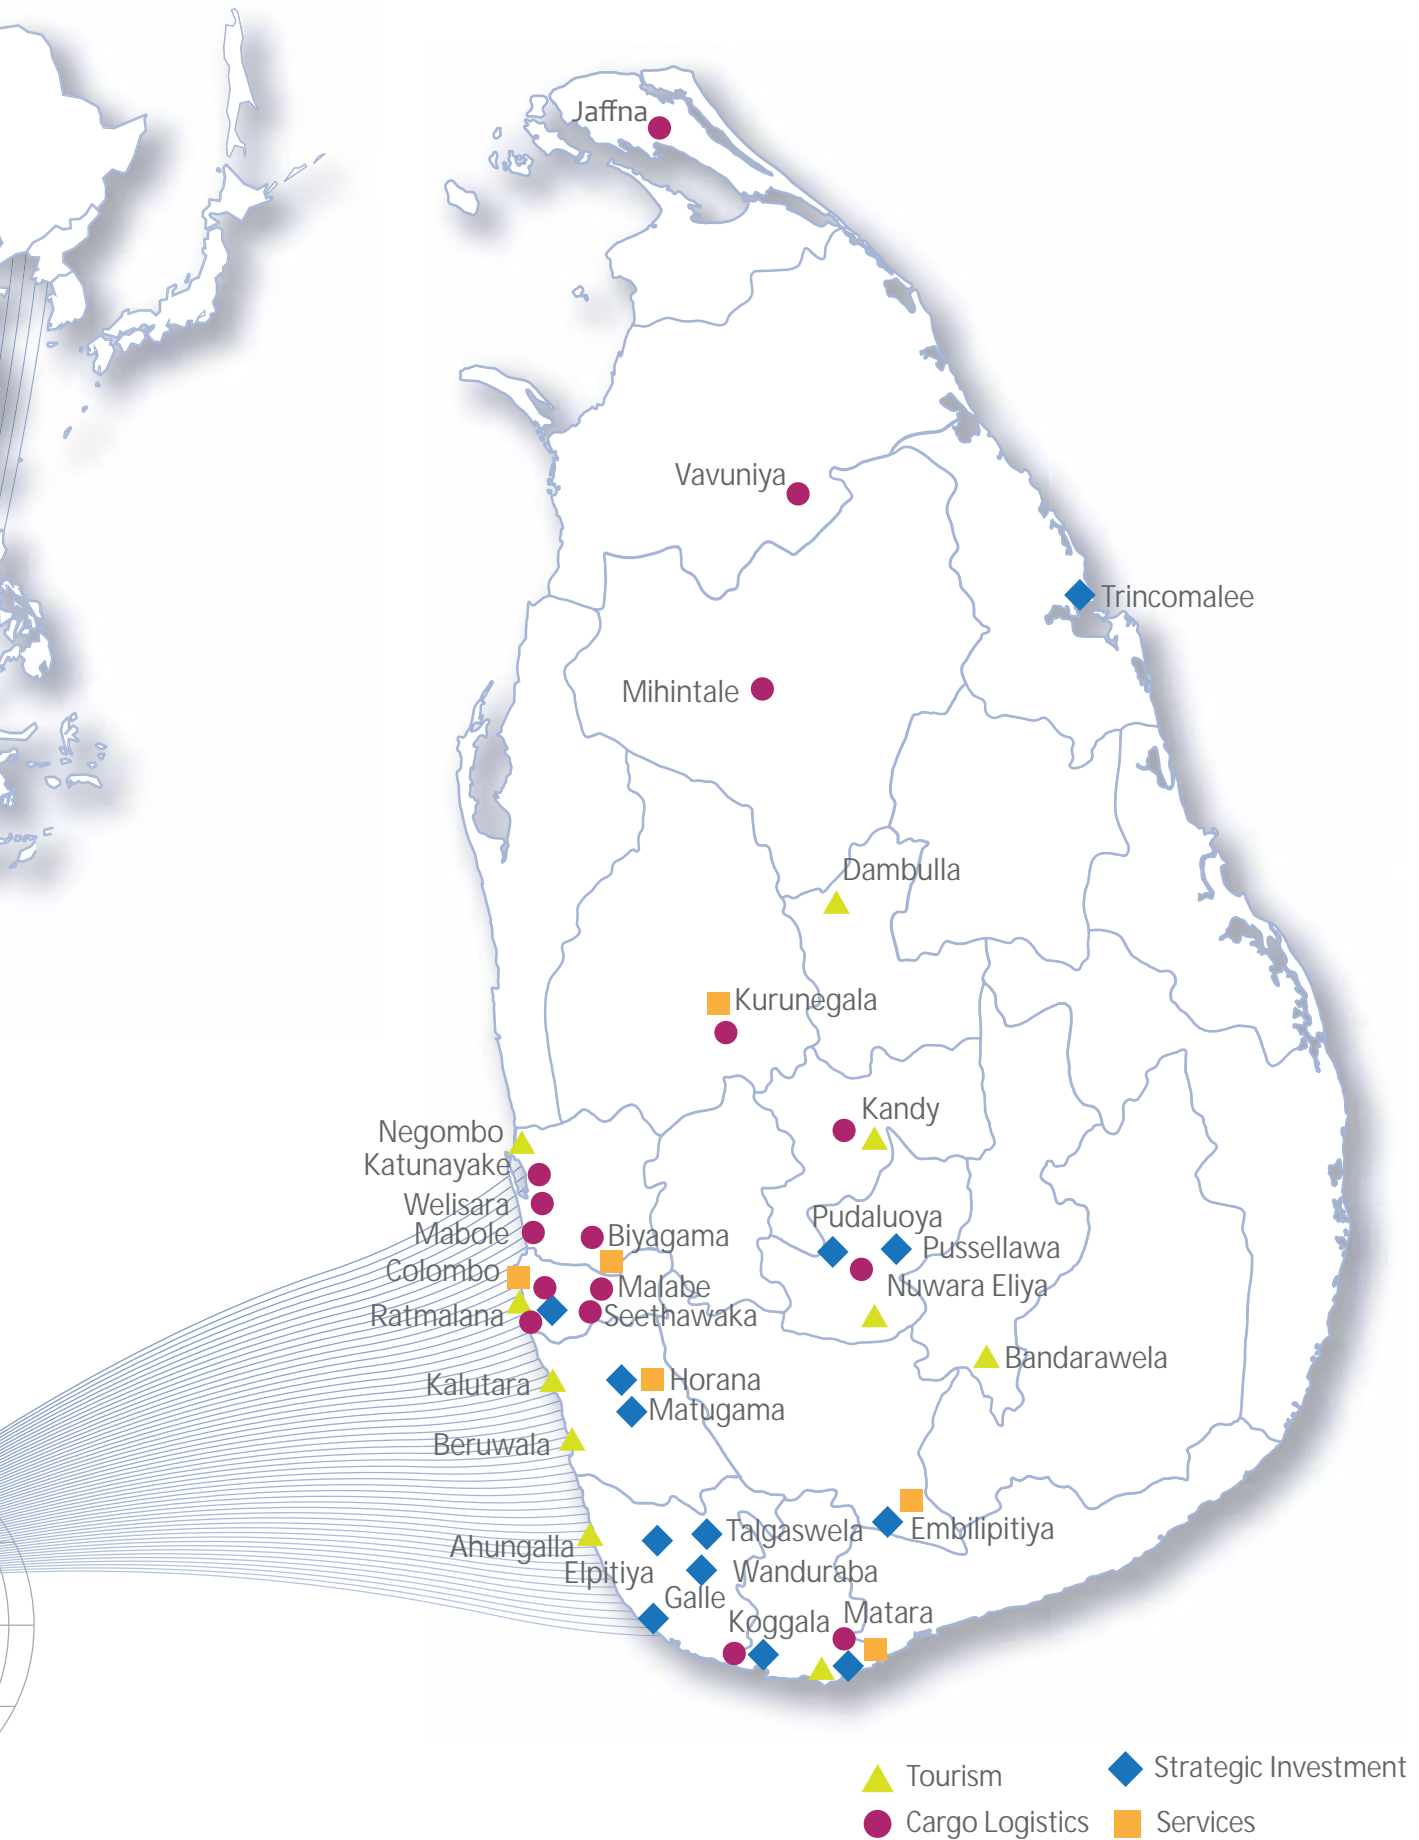 Jaffna
Vavuniya
Trincomalee
Mihintale
Dambulla
Kurunegala
Kandy
Negombo
Katunayake
Welisara
Mabole
Biyagama
Pudaluoya
Pussellawa
Colombo
Malabe
Nuwara Eliya
Ratmalana
Seethawaka
Bandarawela
Kalutara
Horana
Matugama
Beruwala
Ahungalla
Talgaswela
Embilipitiya
Elpitiya
Wanduraba
Galle
Koggala
Matara
Tourism
Strategic Investment
Cargo Logistics
Services